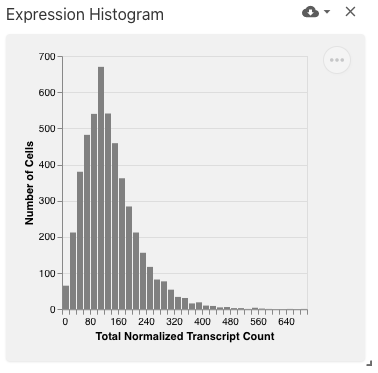 Expression Histogram
700
600
500
400
300
200
100
0
Number of Cells
0 80 160 240 320 400 480 560 640
Total Normalized Transcript Count